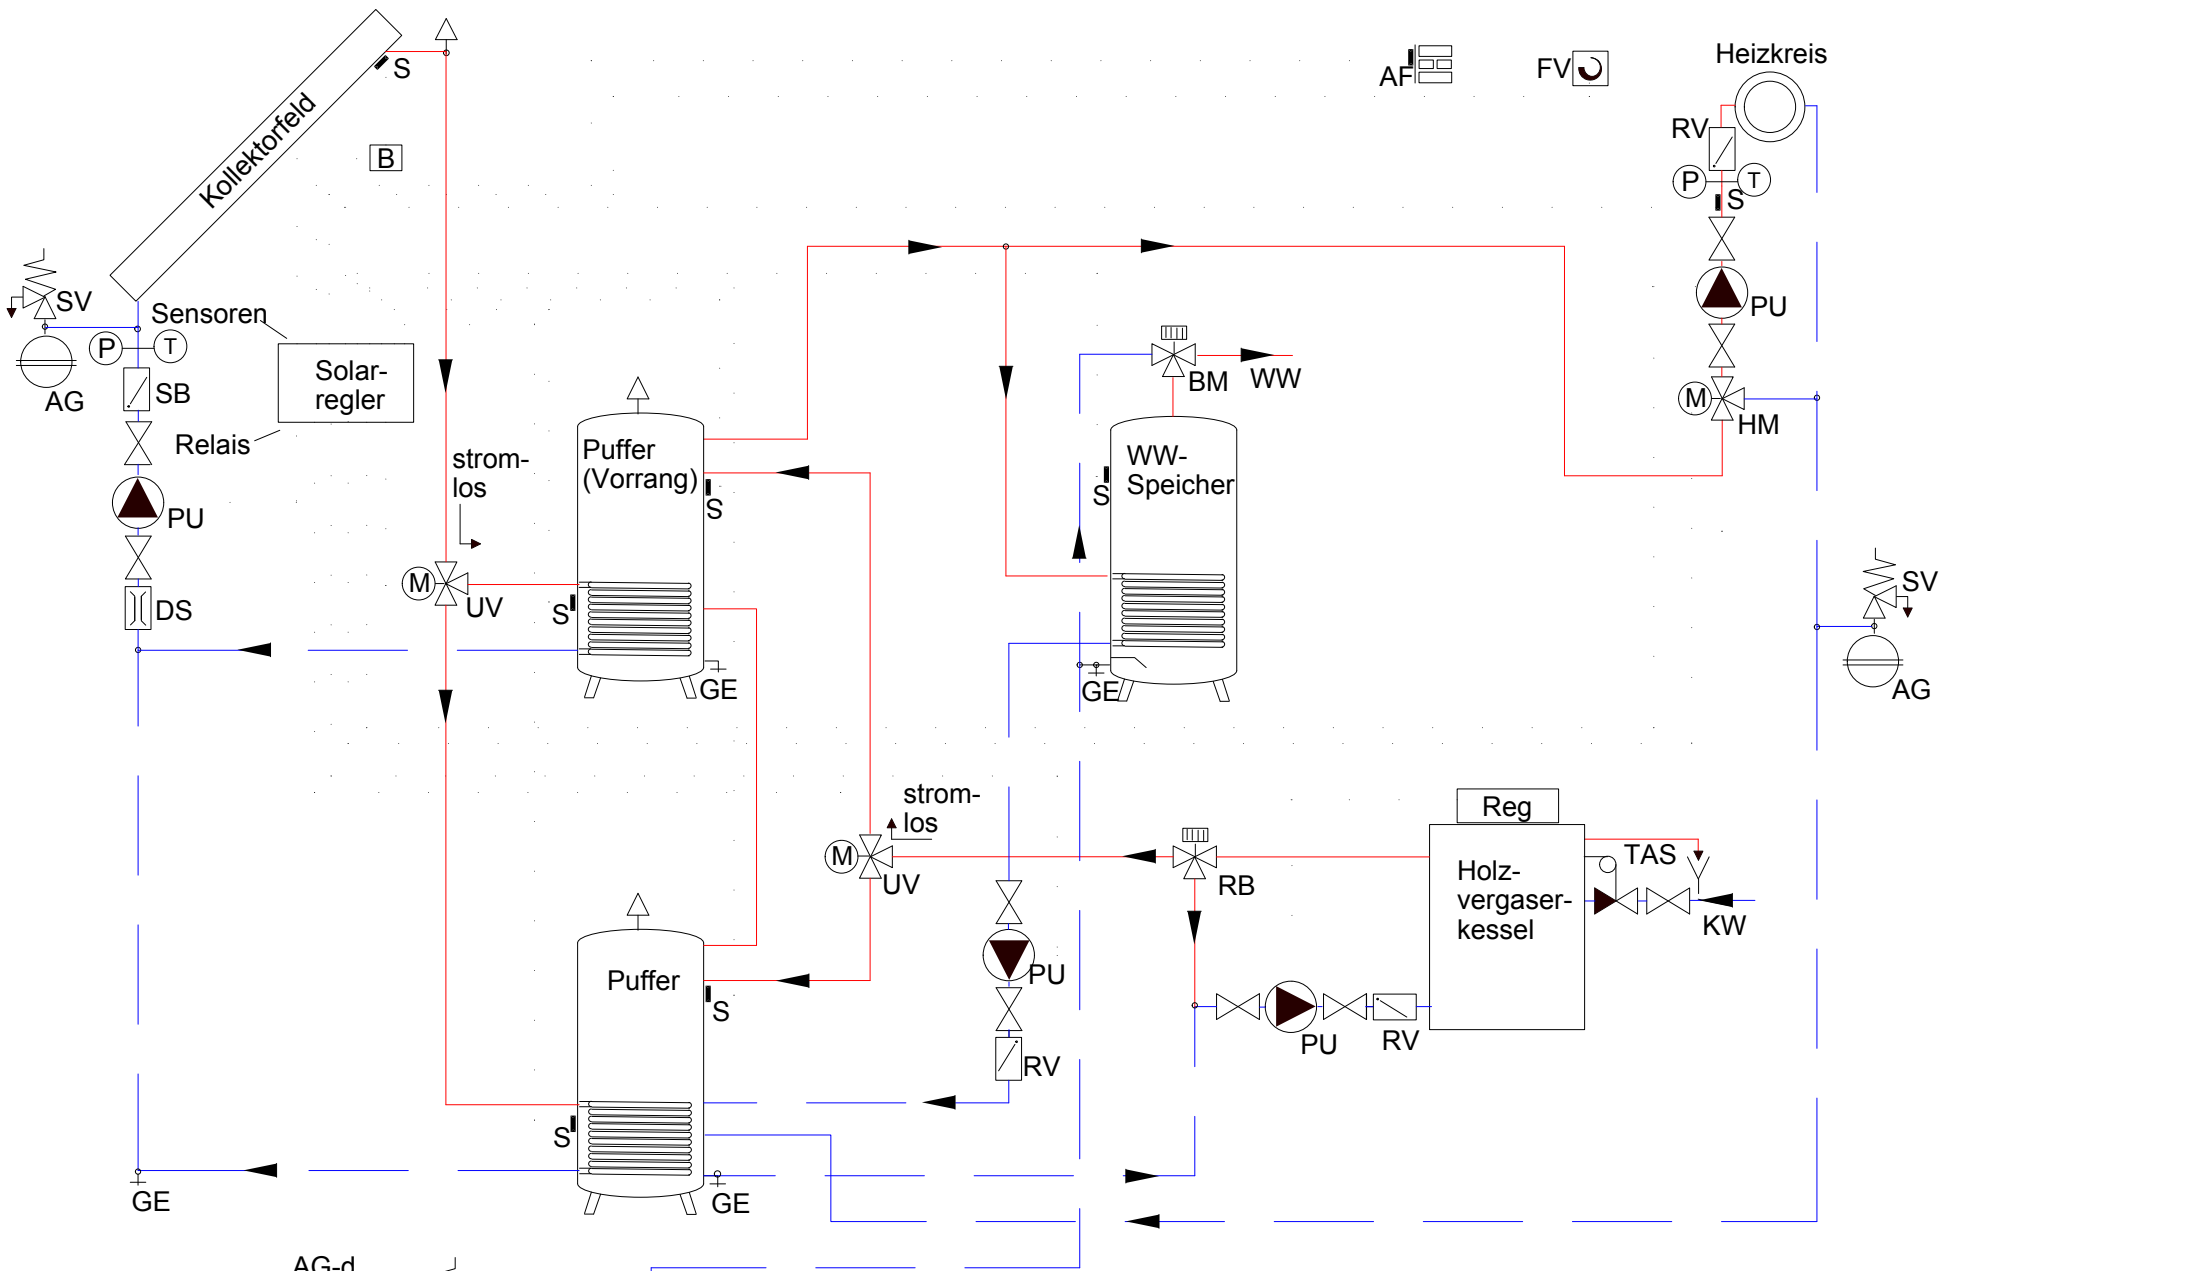 Heizkreis
AF
FV
S
B
Kollektorfeld
RV
P
T
S
SV
Sensoren
P
T
AG
SB
Solar-
regler
Relais
PU
HM
M
BM
WW
strom-
los
Puffer
(Vorrang)
S
WW-
Speicher
S
PU
M
UV
S
DS
GE
GE
SV
AG
strom-
los
M
UV
RB
Reg
Holz-
vergaser-
kessel
TAS
KW
Puffer
S
PU
RV
PU
RV
S
GE
GE
AG-d